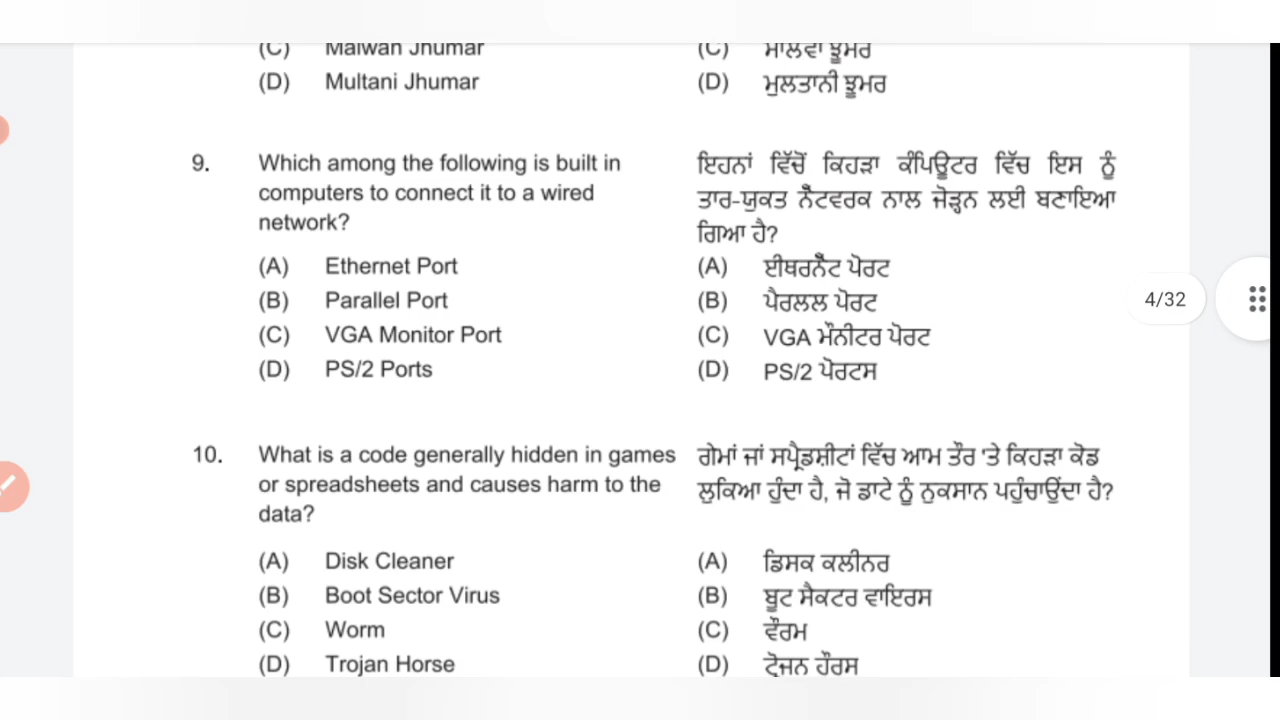 (C) Malwan Jhumar
(D) Multani Jhumar
9. Which among the following is built in
computers to connect it to a wired
network?
(A) Ethernet Port
(B) Parallel Port
(C) VGA Monitor Port
(D) PS/2 Ports
10. What is a code generally hidden in games
or spreadsheets and causes harm to the
data?
(A) Disk Cleaner
(B) Boot Sector Virus
(C) Worm
(D) Trojan Horse
(C) ਮਾਲਵਾ ਝੂਮਰ
(D) ਮੁਲਤਾਨੀ ਝੂਮਰ
ਇਹਨਾਂ ਵਿੱਚੋਂ ਕਿਹੜਾ ਕੰਪਿਊਟਰ ਵਿੱਚ ਇਸ ਨੂੰ
ਤਾਰ-ਯੁਕਤ ਨੈੱਟਵਰਕ ਨਾਲ ਜੋੜਨ ਲਈ ਬਣਾਇਆ
ਗਿਆ ਹੈ?
(A) ਈਥਰਨੈੱਟ ਪੋਰਟ
(B) ਪੈਰਲਲ ਪੋਰਟ
(C) VGA ਮੌਨੀਟਰ ਪੋਰਟ
(D) PS/2 ਪੋਰਟਸ
ਗੇਮਾਂ ਜਾਂ ਸਪ੍ਰੈਡਸ਼ੀਟਾਂ ਵਿੱਚ ਆਮ ਤੌਰ 'ਤੇ ਕਿਹੜਾ ਕੋਡ
ਲੁਕਿਆ ਹੁੰਦਾ ਹੈ, ਜੋ ਡਾਟੇ ਨੂੰ ਨੁਕਸਾਨ ਪਹੁੰਚਾਉਂਦਾ ਹੈ?
(A) ਡਿਸਕ ਕਲੀਨਰ
(B) ਬੂਟ ਸੈਕਟਰ ਵਾਇਰਸ
(C) ਵੌਰਮ
(D) ਟ੍ਰੋਜਨ ਹੌਰਸ
4/32